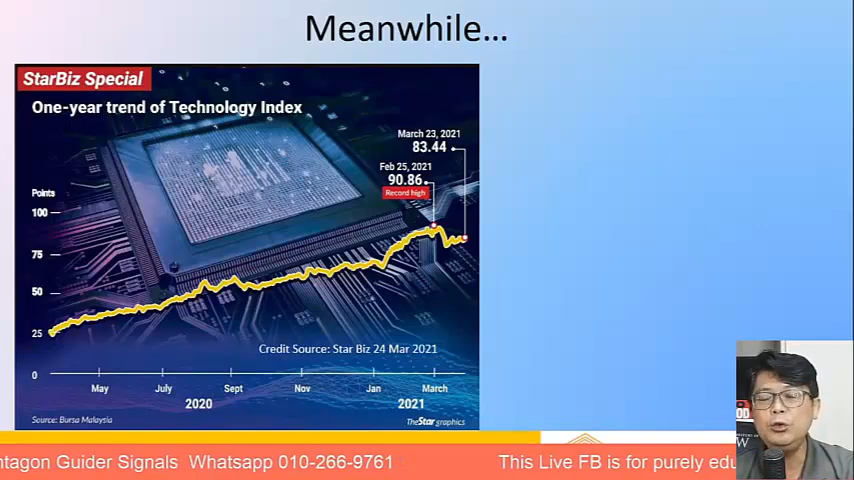 Meanwhile...
StarBiz Special
One-year trend of Technology Index
March 23, 2021
83.44
Feb 25, 2021
90.86
Record high
Points
100
75
50
25
0
Credit Source: Star Biz 24 Mar 2021
May July Sept Nov Jan March
2020 2021
Source: Bursa Malaysia
TheStar graphics
ntagon Guider Signals Whatsapp 010-266-9761
This Live FB is for purely edu
OD
W